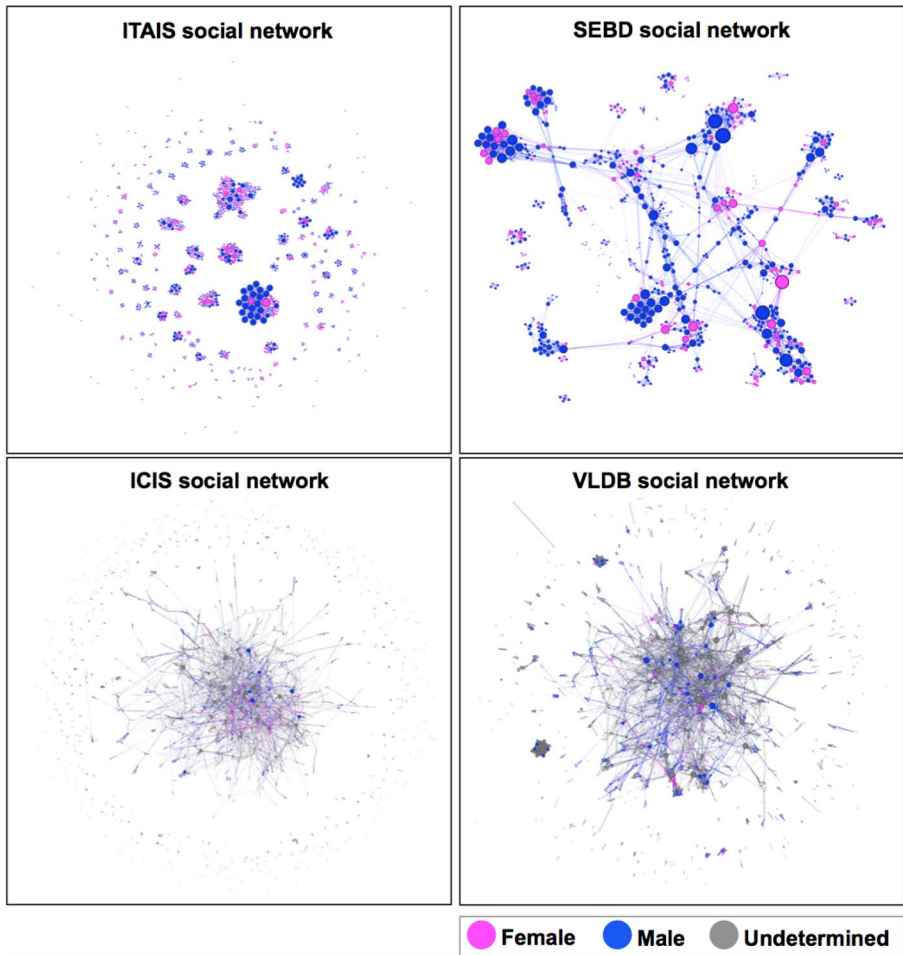 ITAIS social network
SEBD social network
ICIS social network
VLDB social network
Female Male Undetermined